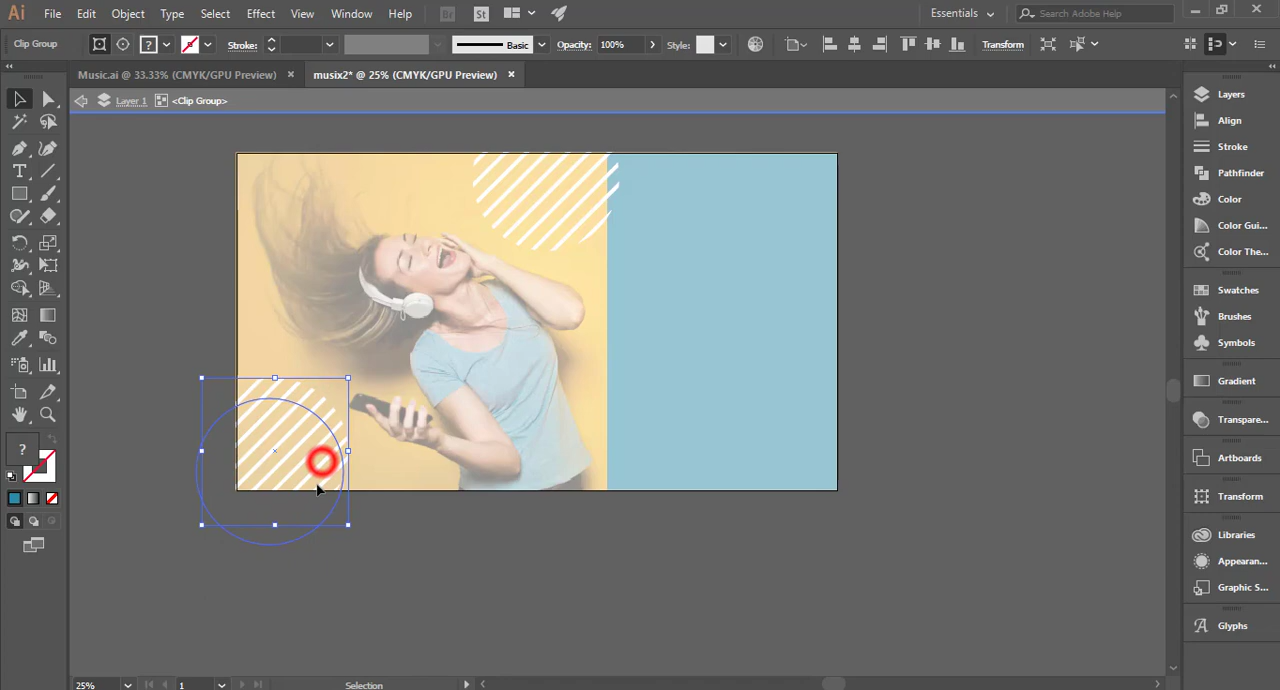 Ai File Edit Object Type Select Effect View Window Help Br St Essentials Search Adobe Help
Clip Group ? Stroke: Basic Opacity: 100% Style: Transform
Music.ai @ 33.33% (CMYK/GPU Preview) × musix2* @ 25% (CMYK/GPU Preview) ×
Layer 1 <Clip Group>
Layers
Align
Stroke
Pathfinder
Color
Color Gui...
Color The...
Swatches
Brushes
Symbols
Gradient
Transpare...
Artboards
Transform
Libraries
Appearan...
Graphic S...
Glyphs
?
25% 1 Selection